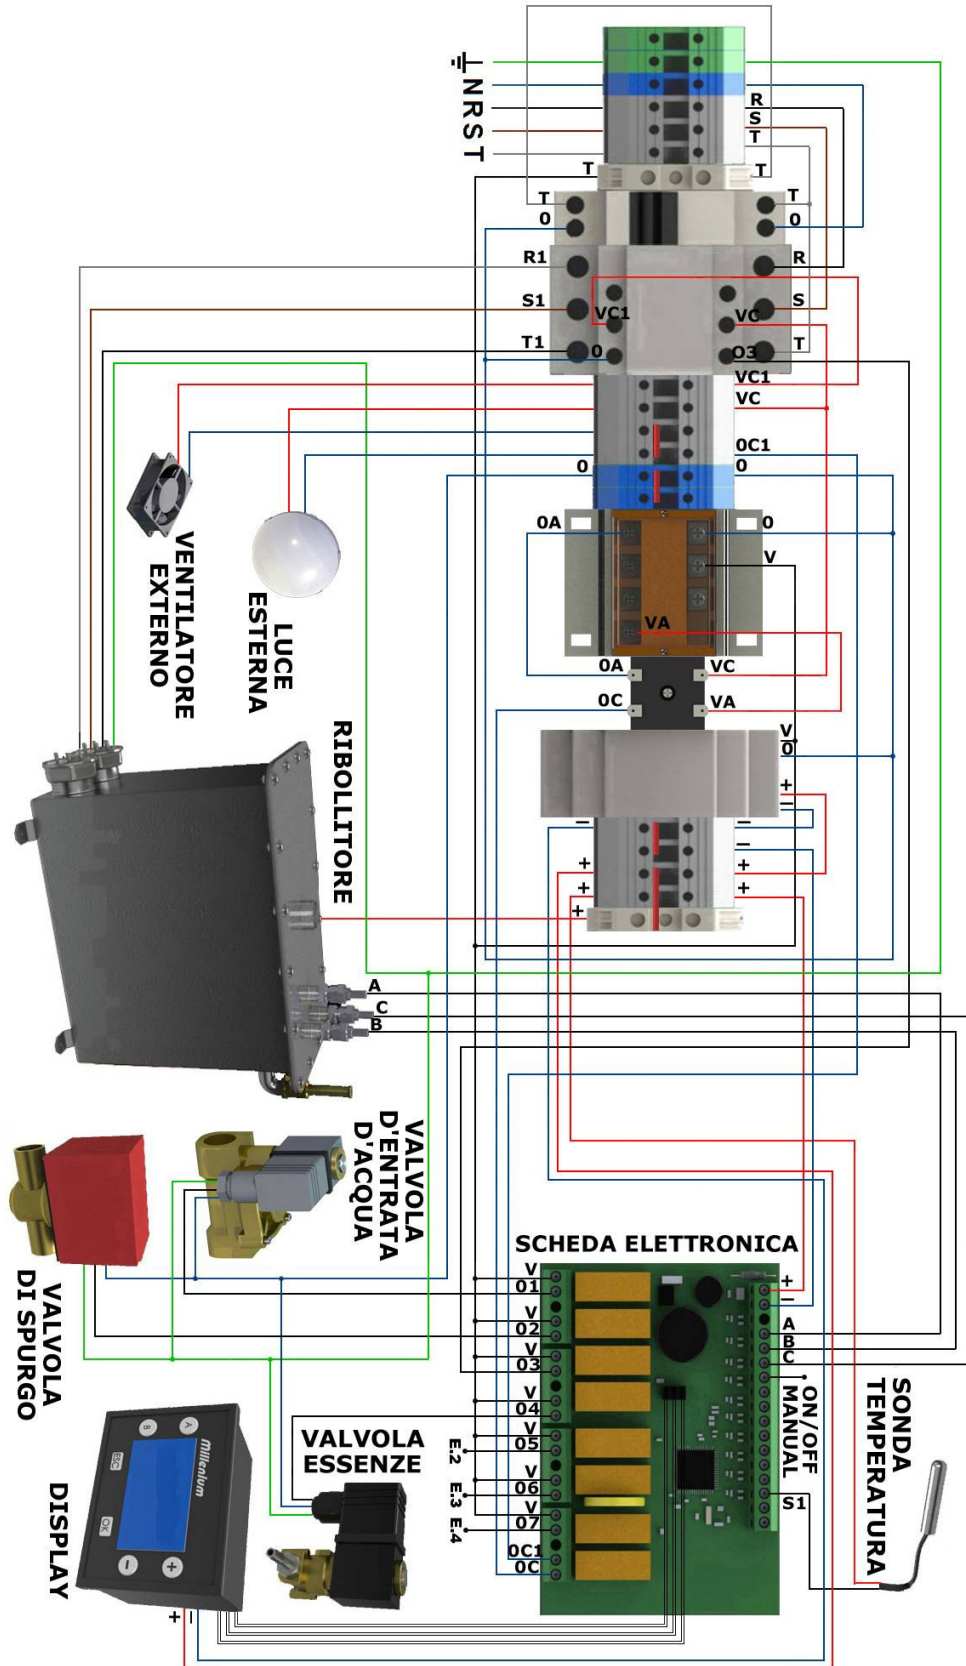 N R S T
R
S
T
T
T
T
T
0
0
R1
R
S1
S
VC1
VC
T1
T
0
O3
VC1
VC
0C1
0
0
0A
0
V
VA
0A
VC
0C
VA
V
0
+
−
−
−
+
+
+
+
+
VENTILATORE
EXTERNO
LUCE
ESTERNA
RIBOLLITORE
A
C
B
VALVOLA
D'ENTRATA
D'ACQUA
VALVOLA
DI SPURGO
SCHEDA ELETTRONICA
V
01
V
02
V
03
V
04
V
05
V
06
V
07
0C1
0C
E.2
E.3
E.4
+
−
A
B
C
ON/OFF
MANUAL
S1
SONDA
TEMPERATURA
VALVOLA
ESSENZE
Millenium
A
B
ESC
OK
+
−
DISPLAY
+
−